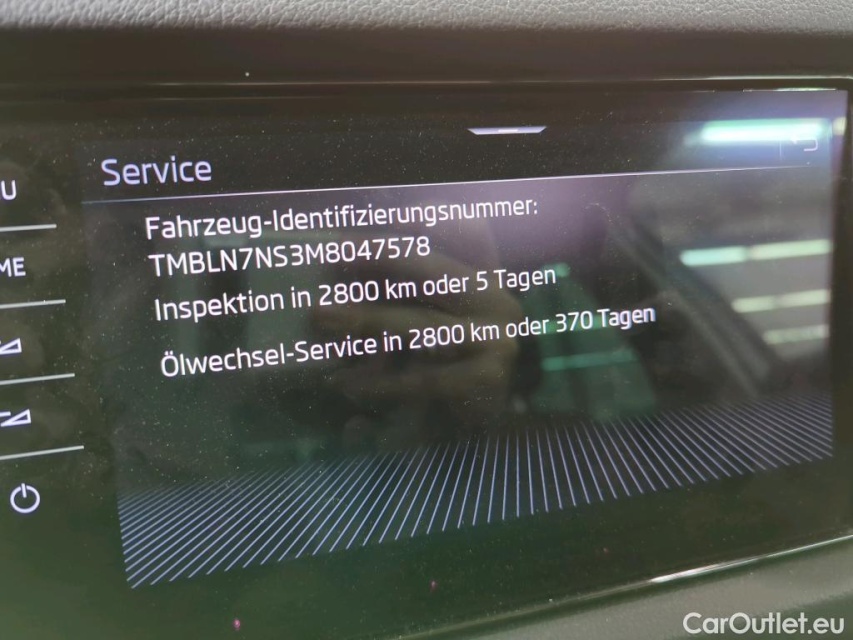 Service
U
Fahrzeug-Identifizierungsnummer:
TMBLN7NS3M8047578
ME
Inspektion in 2800 km oder 5 Tagen
Ölwechsel-Service in 2800 km oder 370 Tagen
CarOutlet.eu